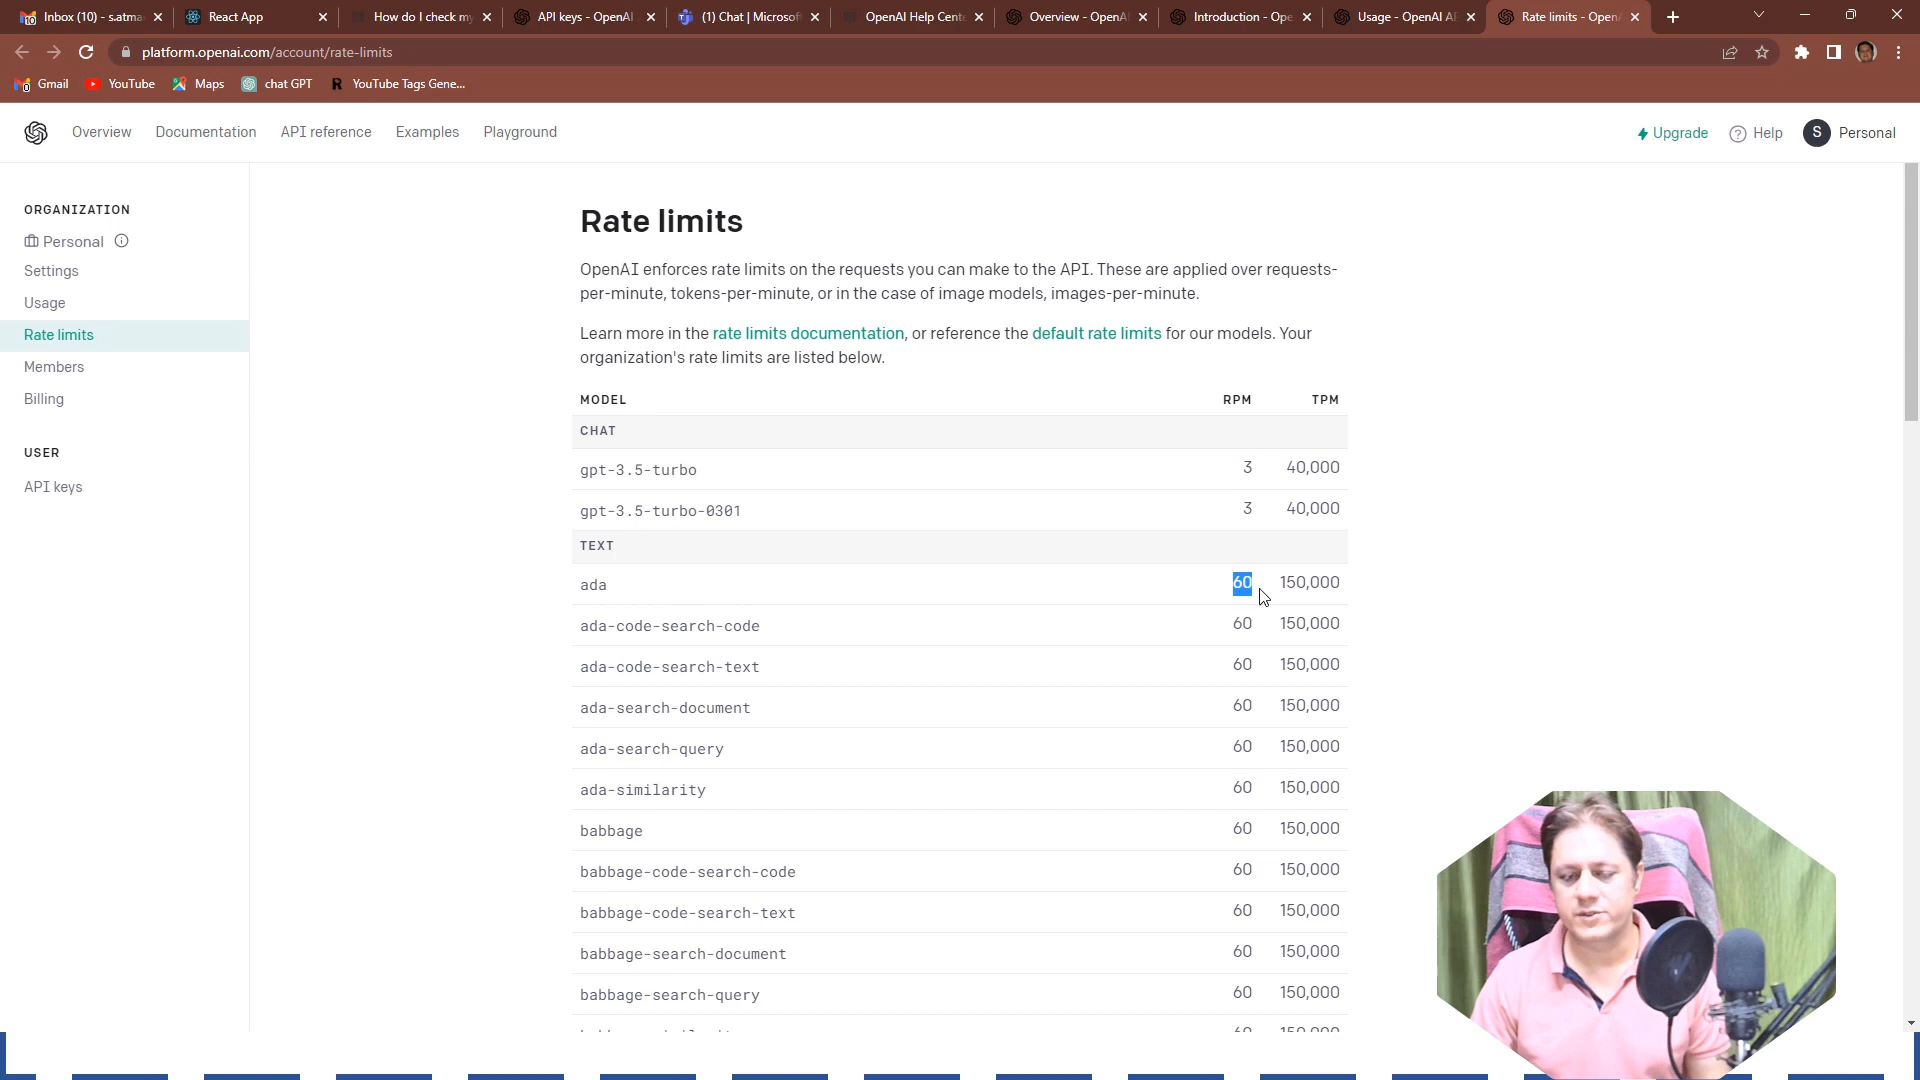 Inbox (10) - s.atma
React App
How do I check my
API keys - OpenAI
(1) Chat | Microsof
OpenAI Help Cent
Overview - OpenA
Introduction - Ope
Usage - OpenAI A
Rate limits - Open
platform.openai.com/account/rate-limits
Gmail
YouTube
Maps
chat GPT
YouTube Tags Gene...
Overview
Documentation
API reference
Examples
Playground
Upgrade
Help
S
Personal
ORGANIZATION
Personal
Settings
Usage
Rate limits
Members
Billing
USER
API keys
Rate limits
OpenAI enforces rate limits on the requests you can make to the API. These are applied over requests-
per-minute, tokens-per-minute, or in the case of image models, images-per-minute.
Learn more in the rate limits documentation, or reference the default rate limits for our models. Your
organization's rate limits are listed below.
MODEL RPM TPM
CHAT
gpt-3.5-turbo 3 40,000
gpt-3.5-turbo-0301 3 40,000
TEXT
ada 60 150,000
ada-code-search-code 60 150,000
ada-code-search-text 60 150,000
ada-search-document 60 150,000
ada-search-query 60 150,000
ada-similarity 60 150,000
babbage 60 150,000
babbage-code-search-code 60 150,000
babbage-code-search-text 60 150,000
babbage-search-document 60 150,000
babbage-search-query 60 150,000